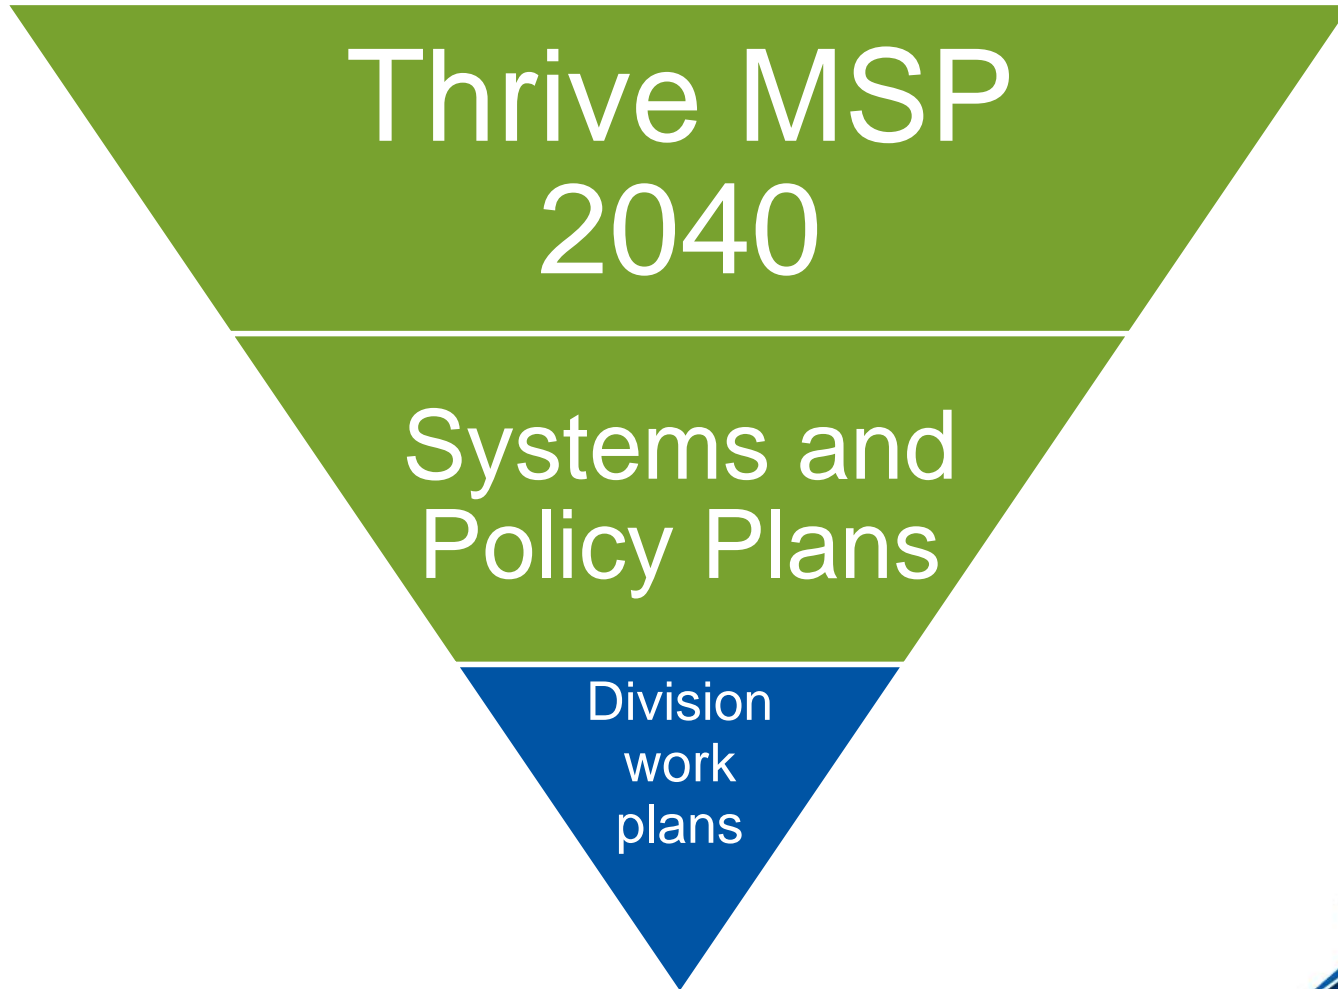 Thrive MSP
2040
Systems and
Policy Plans
Division
work
plans